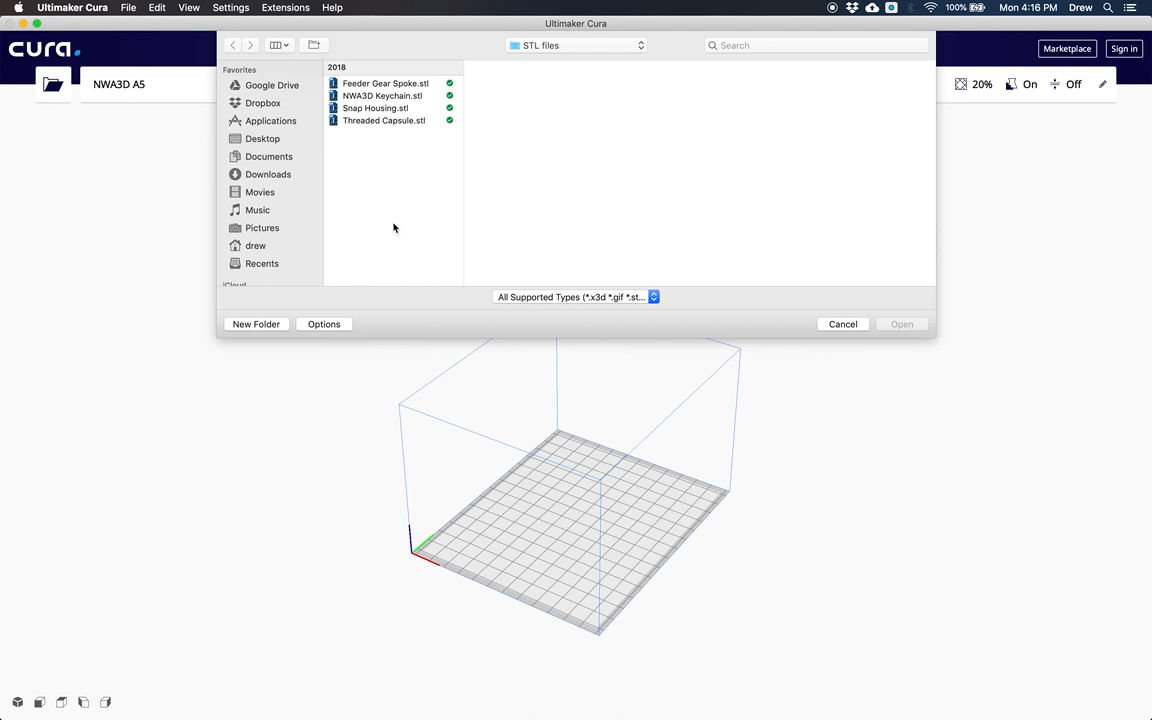 Ultimaker Cura File Edit View Settings Extensions Help 100% Mon 4:16 PM Drew
Ultimaker Cura
cura.
STL files Search
Marketplace Sign in
NWA3D A5
20% On Off
Favorites
Google Drive
Dropbox
Applications
Desktop
Documents
Downloads
Movies
Music
Pictures
drew
Recents
iCloud
2018
Feeder Gear Spoke.stl
NWA3D Keychain.stl
Snap Housing.stl
Threaded Capsule.stl
All Supported Types (*.x3d *.gif *.st...
New Folder Options Cancel Open